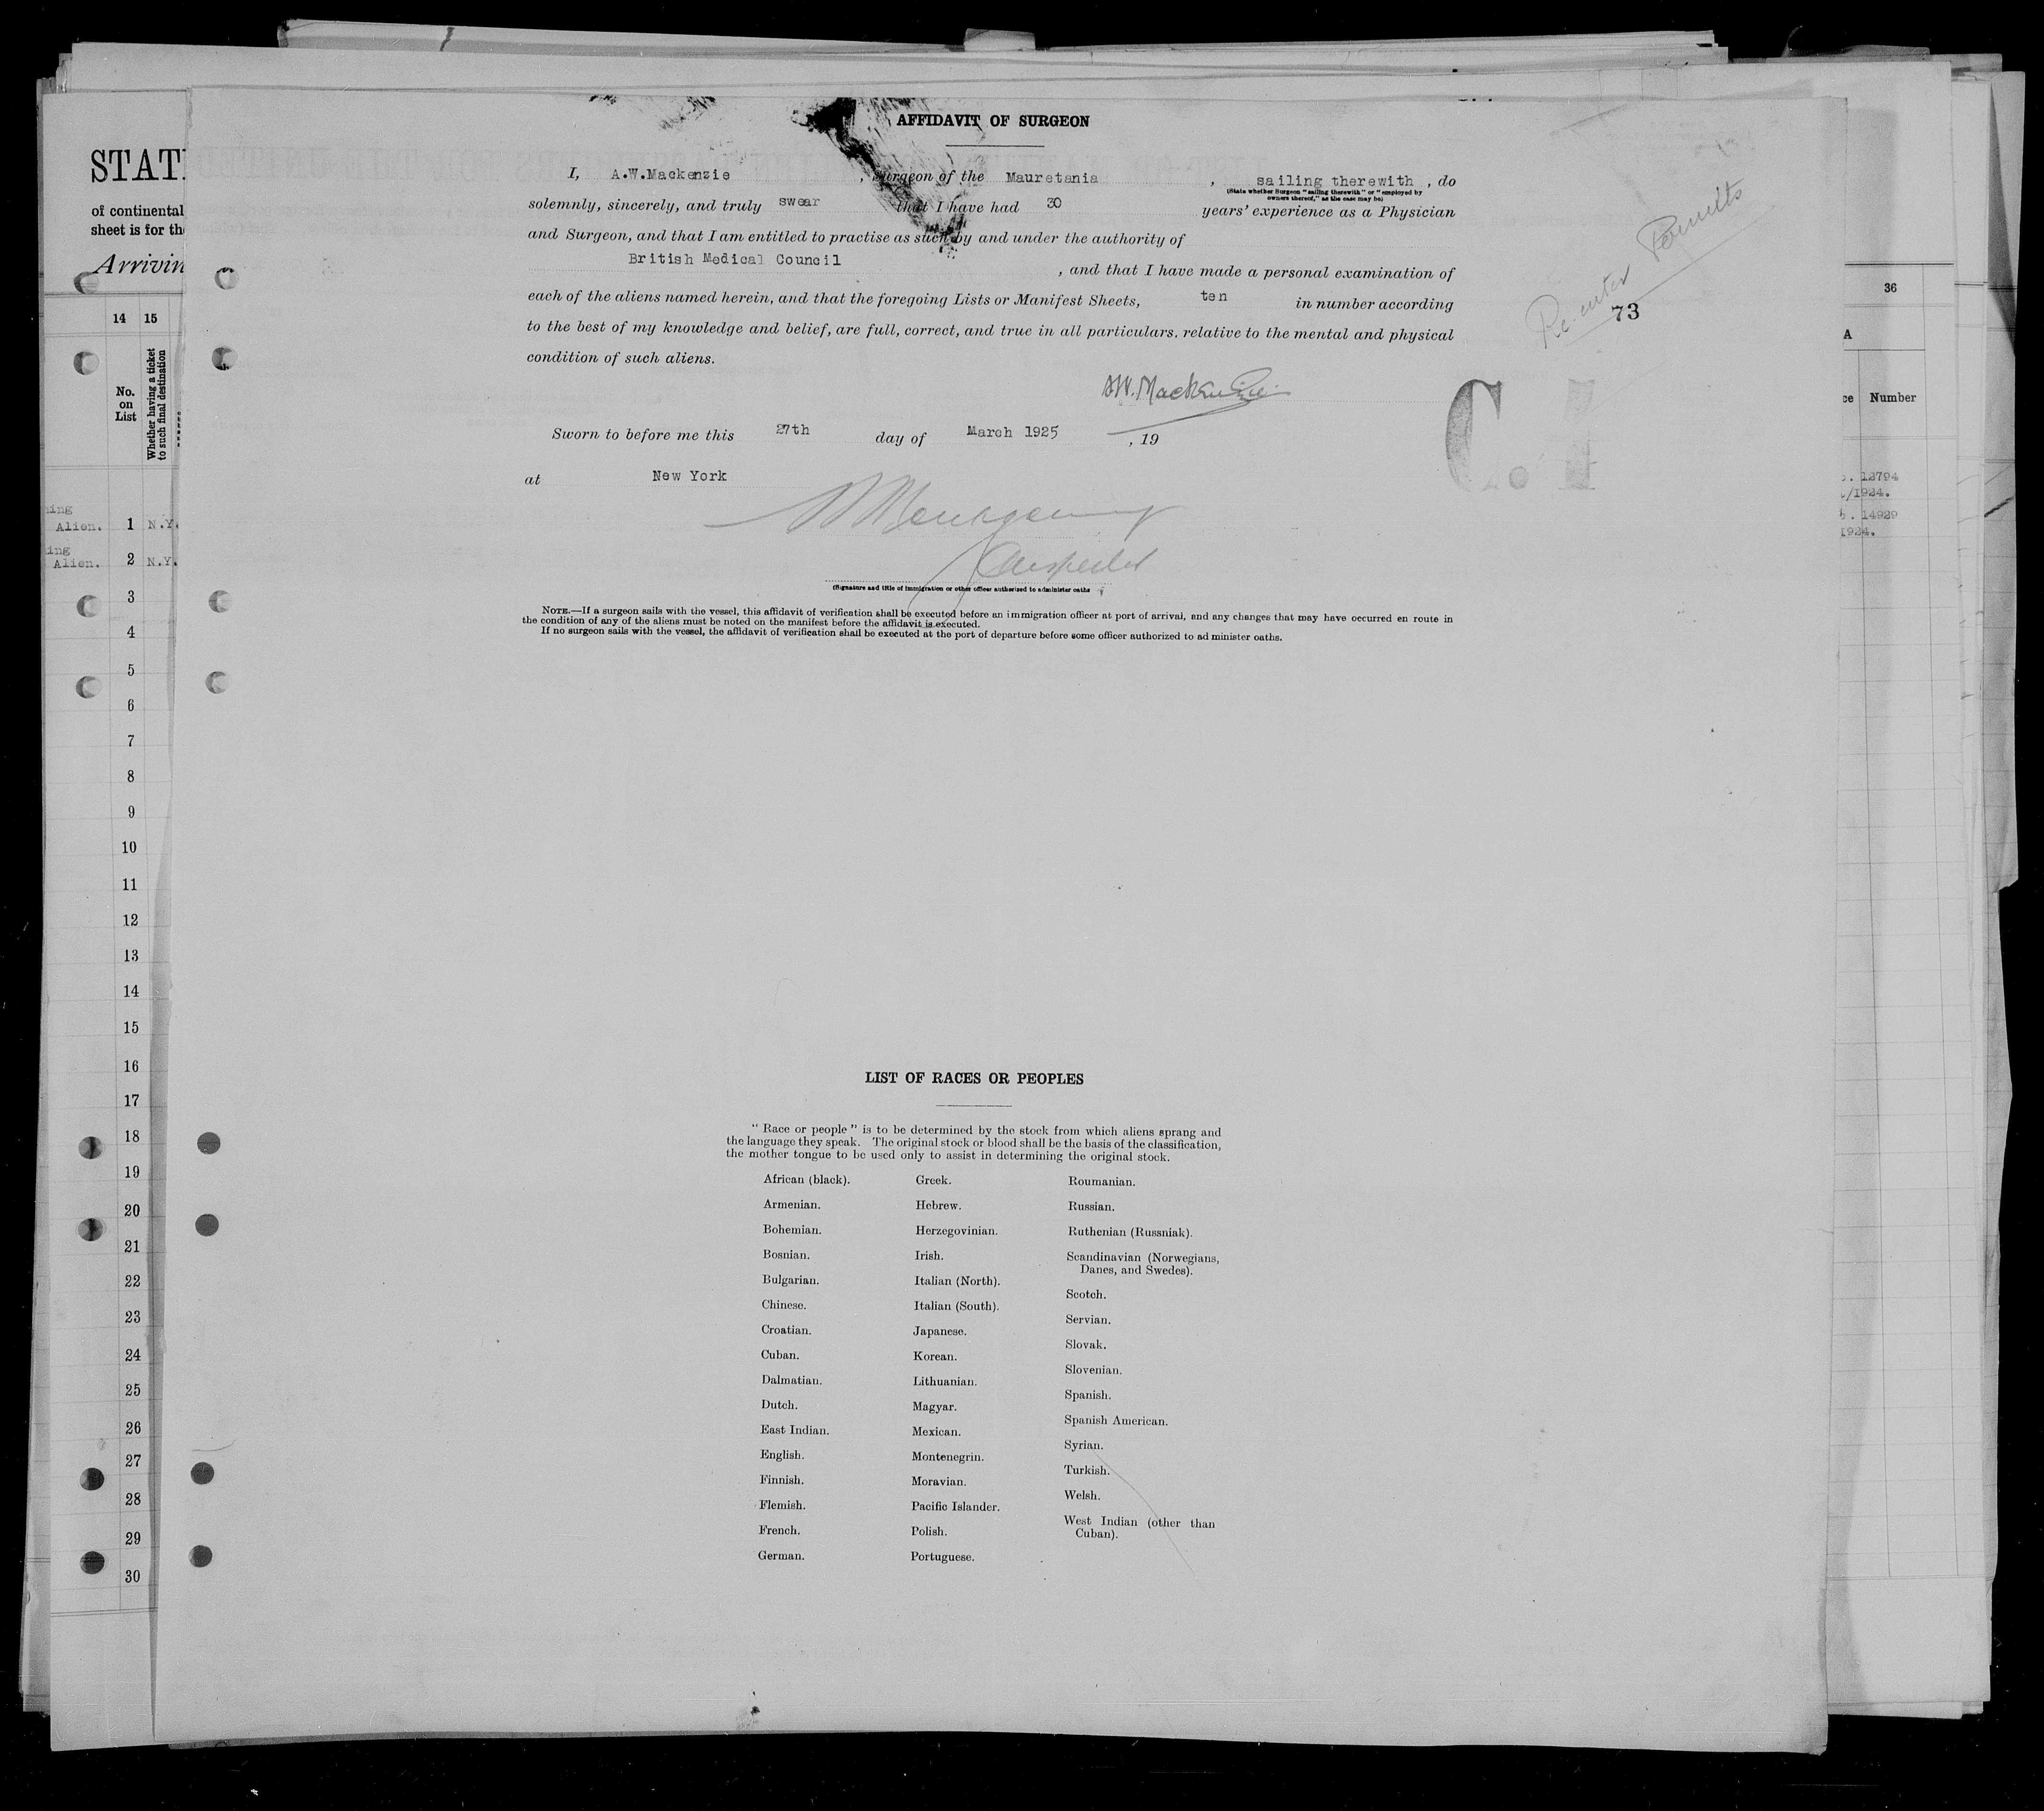 AFFIDAVIT OF SURGEON
I, A.W.Mackenzie , Surgeon of the Mauretania , sailing therewith , do
(State whether Surgeon "sailing therewith" or "employed by
owners thereof," as the case may be)
solemnly, sincerely, and truly swear that I have had 30 years' experience as a Physician
and Surgeon, and that I am entitled to practise as such by and under the authority of
British Medical Council , and that I have made a personal examination of
each of the aliens named herein, and that the foregoing Lists or Manifest Sheets, ten in number according
to the best of my knowledge and belief, are full, correct, and true in all particulars, relative to the mental and physical
condition of such aliens.
AW. Mackenzie
Sworn to before me this 27th day of March 1925 , 19
at New York
Inspector
(Signature and title of immigration or other officer authorized to administer oaths
NOTE.—If a surgeon sails with the vessel, this affidavit of verification shall be executed before an immigration officer at port of arrival, and any changes that may have occurred en route in
the condition of any of the aliens must be noted on the manifest before the affidavit is executed.
If no surgeon sails with the vessel, the affidavit of verification shall be executed at the port of departure before some officer authorized to ad minister oaths.
Re-enter Permits
73
C. 1
LIST OF RACES OR PEOPLES
"Race or people" is to be determined by the stock from which aliens sprang and
the language they speak. The original stock or blood shall be the basis of the classification,
the mother tongue to be used only to assist in determining the original stock.
African (black).
Armenian.
Bohemian.
Bosnian.
Bulgarian.
Chinese.
Croatian.
Cuban.
Dalmatian.
Dutch.
East Indian.
English.
Finnish.
Flemish.
French.
German.
Greek.
Hebrew.
Herzegovinian.
Irish.
Italian (North).
Italian (South).
Japanese.
Korean.
Lithuanian.
Magyar.
Mexican.
Montenegrin.
Moravian.
Pacific Islander.
Polish.
Portuguese.
Roumanian.
Russian.
Ruthenian (Russniak).
Scandinavian (Norwegians,
Danes, and Swedes).
Scotch.
Servian.
Slovak.
Slovenian.
Spanish.
Spanish American.
Syrian.
Turkish.
Welsh.
West Indian (other than
Cuban).
STAT
of continental
sheet is for the
Arrivin
14 15
No.
on
List
Whether having a ticket
to such final destination
Alien. 1 N.Y.
Alien. 2 N.Y.
3
4
5
6
7
8
9
10
11
12
13
14
15
16
17
18
19
20
21
22
23
24
25
26
27
28
29
30
36
A
Number
12794
/1924.
14929
1924.